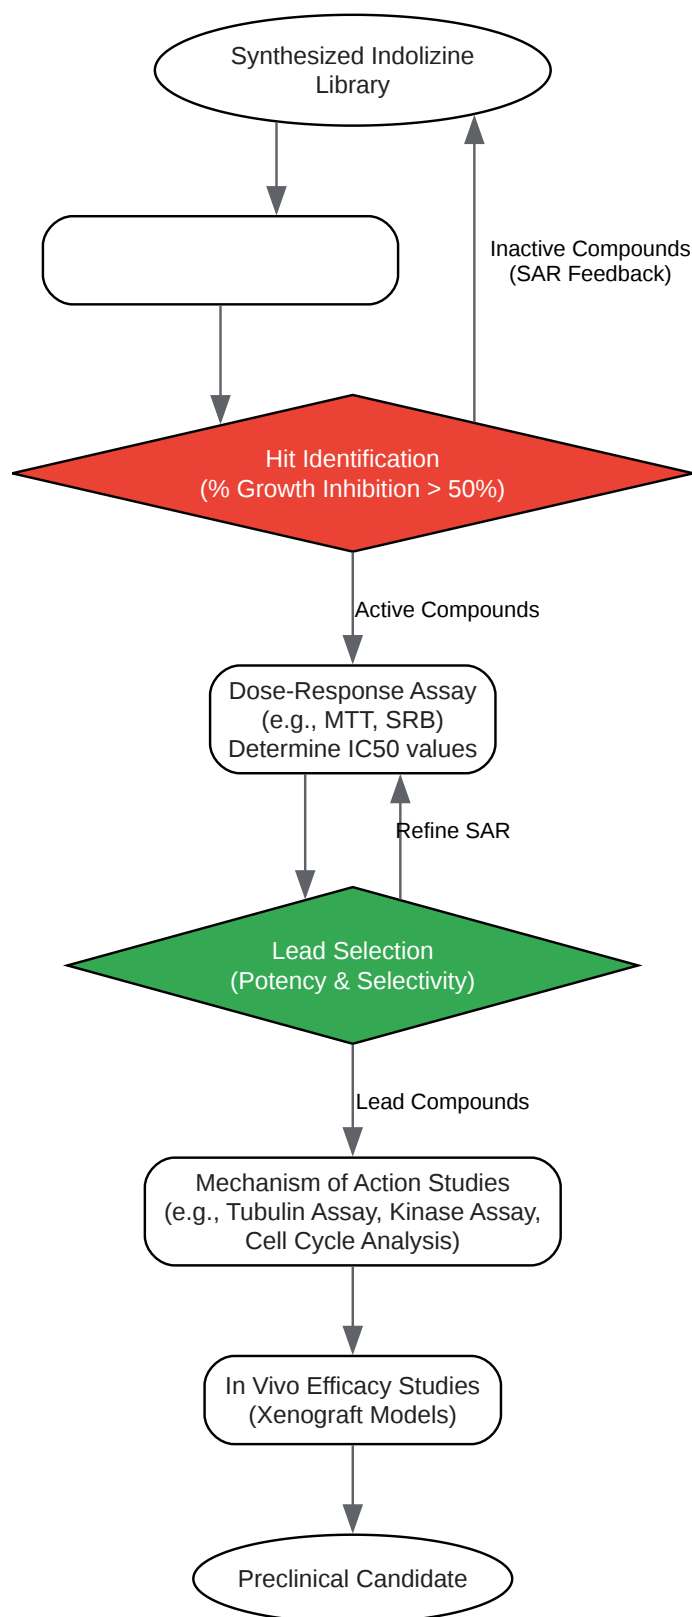 Synthesized Indolizine
Library
Inactive Compounds
(SAR Feedback)
Hit Identification
(% Growth Inhibition > 50%)
Active Compounds
Dose-Response Assay
(e.g., MTT, SRB)
Determine IC50 values
Refine SAR
Lead Selection
(Potency & Selectivity)
Lead Compounds
Mechanism of Action Studies
(e.g., Tubulin Assay, Kinase Assay,
Cell Cycle Analysis)
In Vivo Efficacy Studies
(Xenograft Models)
Preclinical Candidate